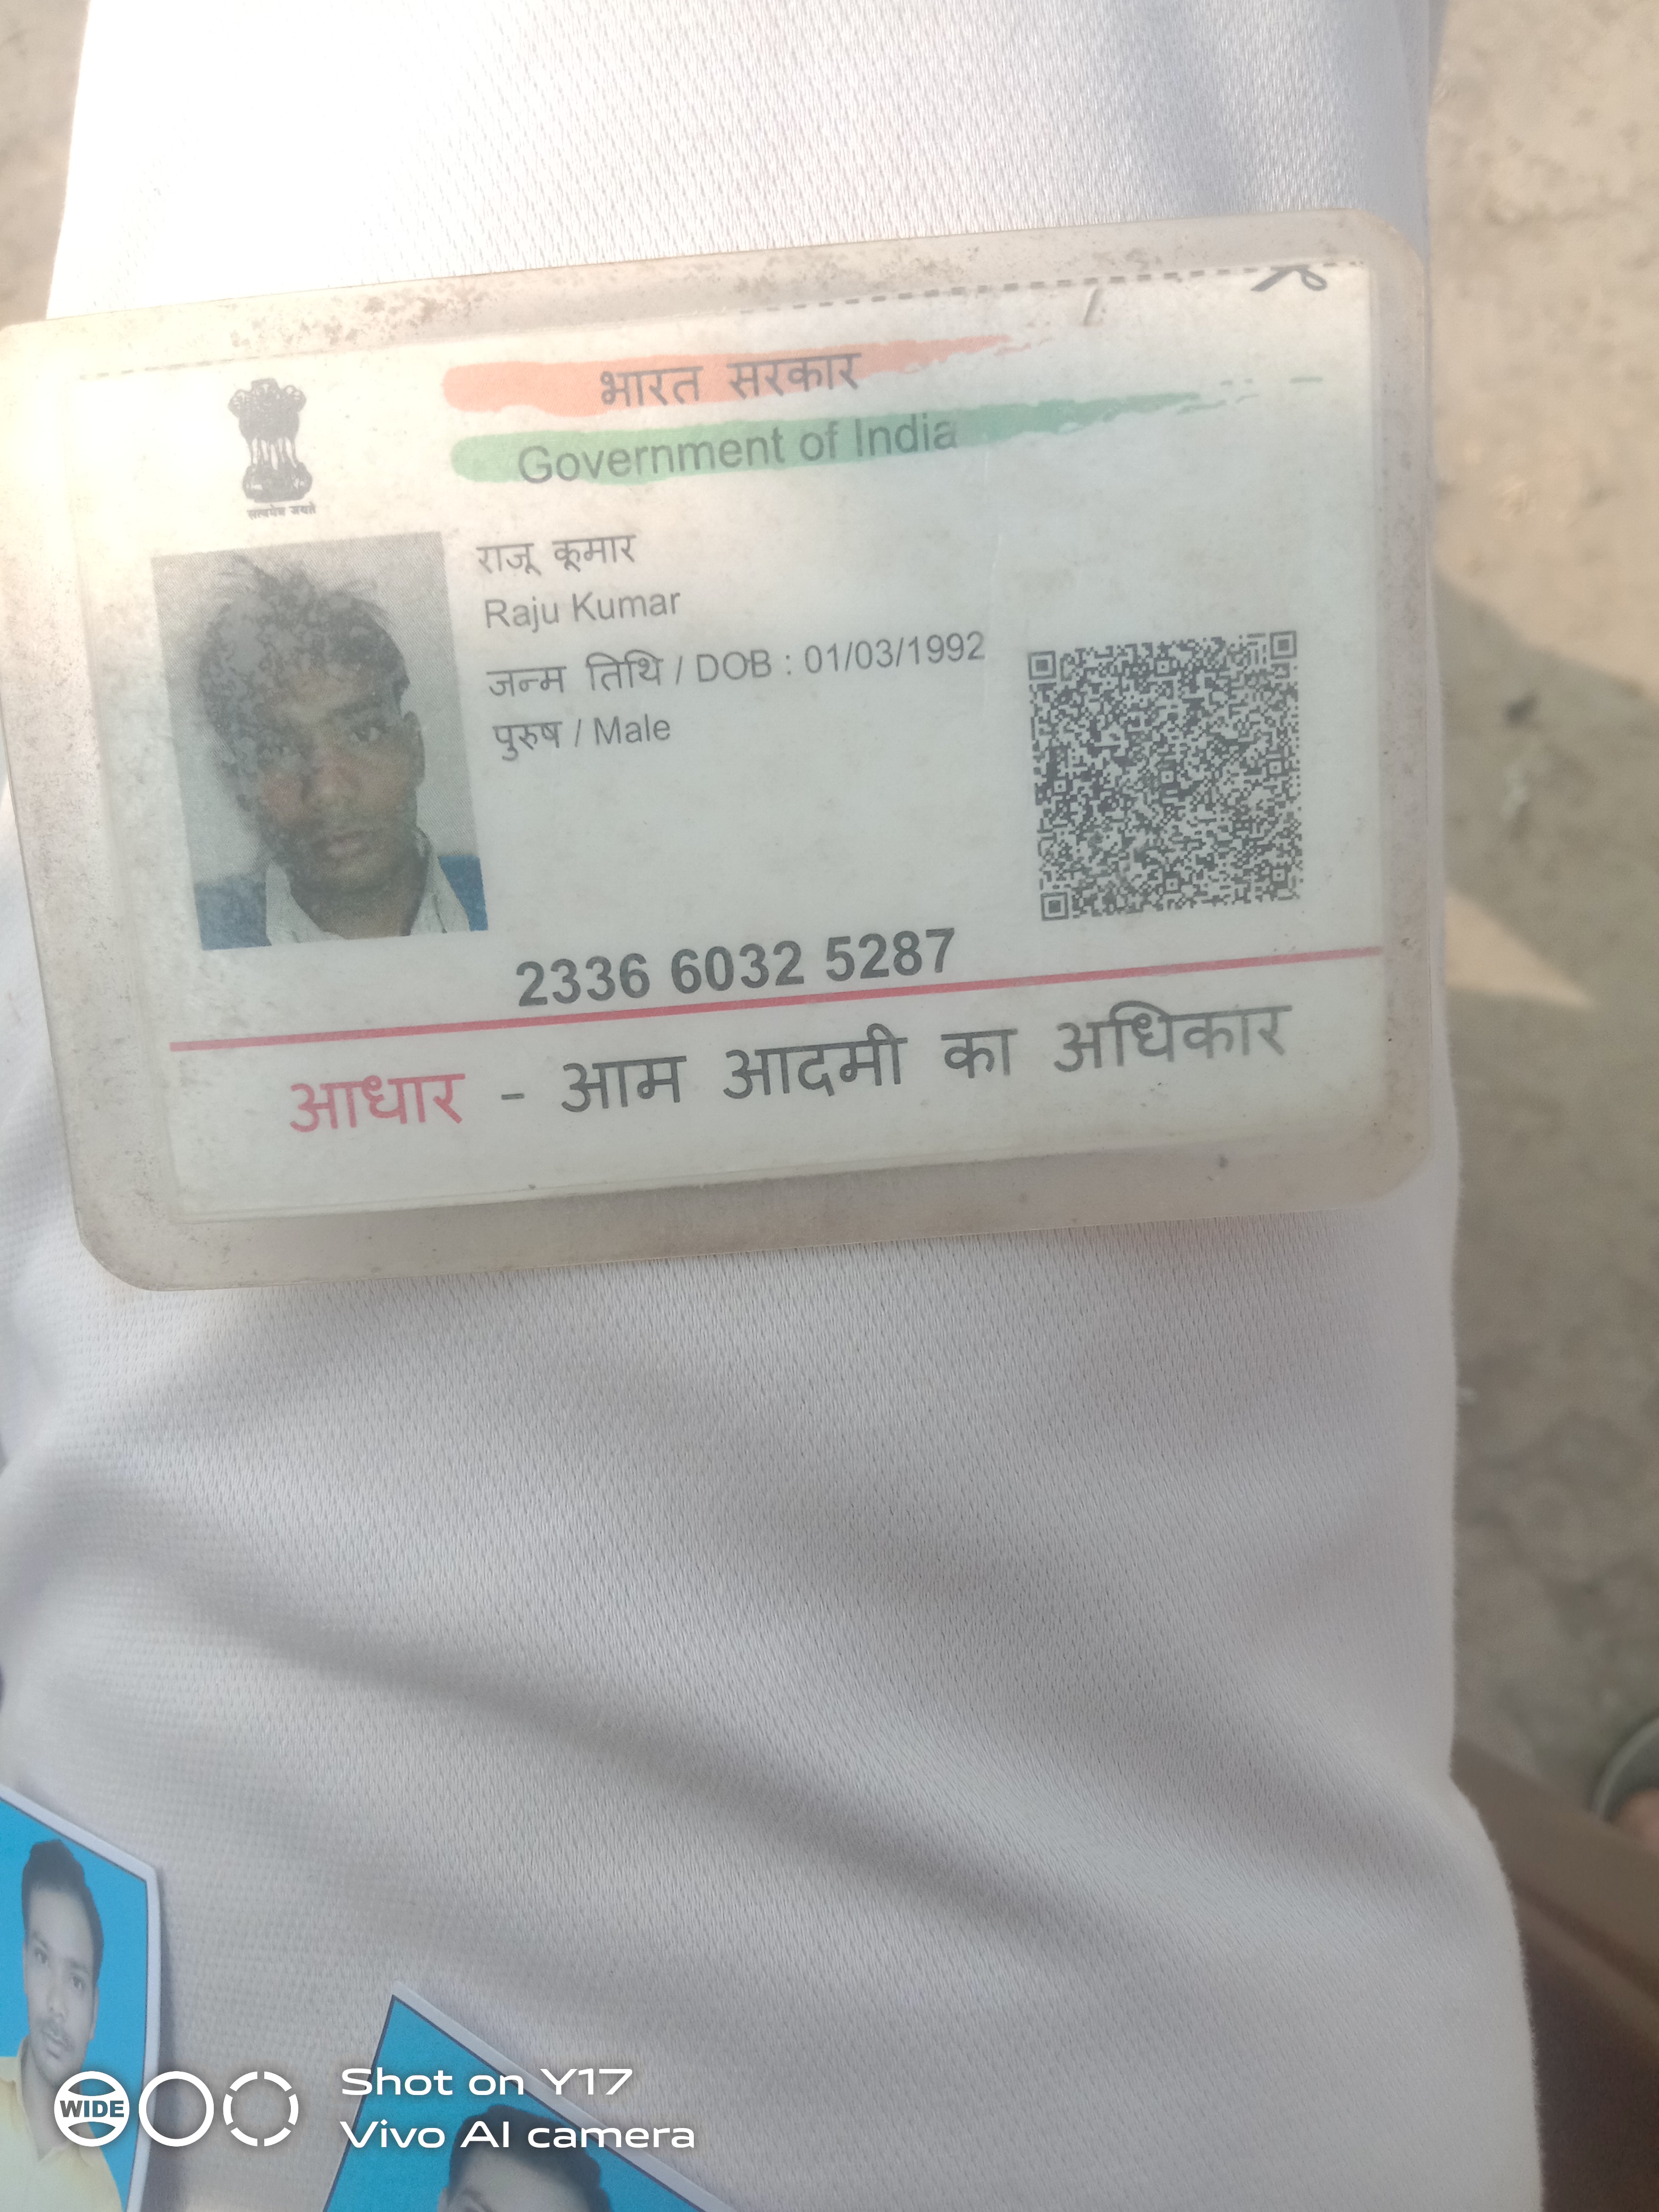 भारत सरकार
Government of India
सत्यमेव जयते
राजू कूमार
Raju Kumar
जन्म तिथि / DOB : 01/03/1992
पुरुष / Male
2336 6032 5287
आधार - आम आदमी का अधिकार
WIDE
Shot on Y17
Vivo AI camera